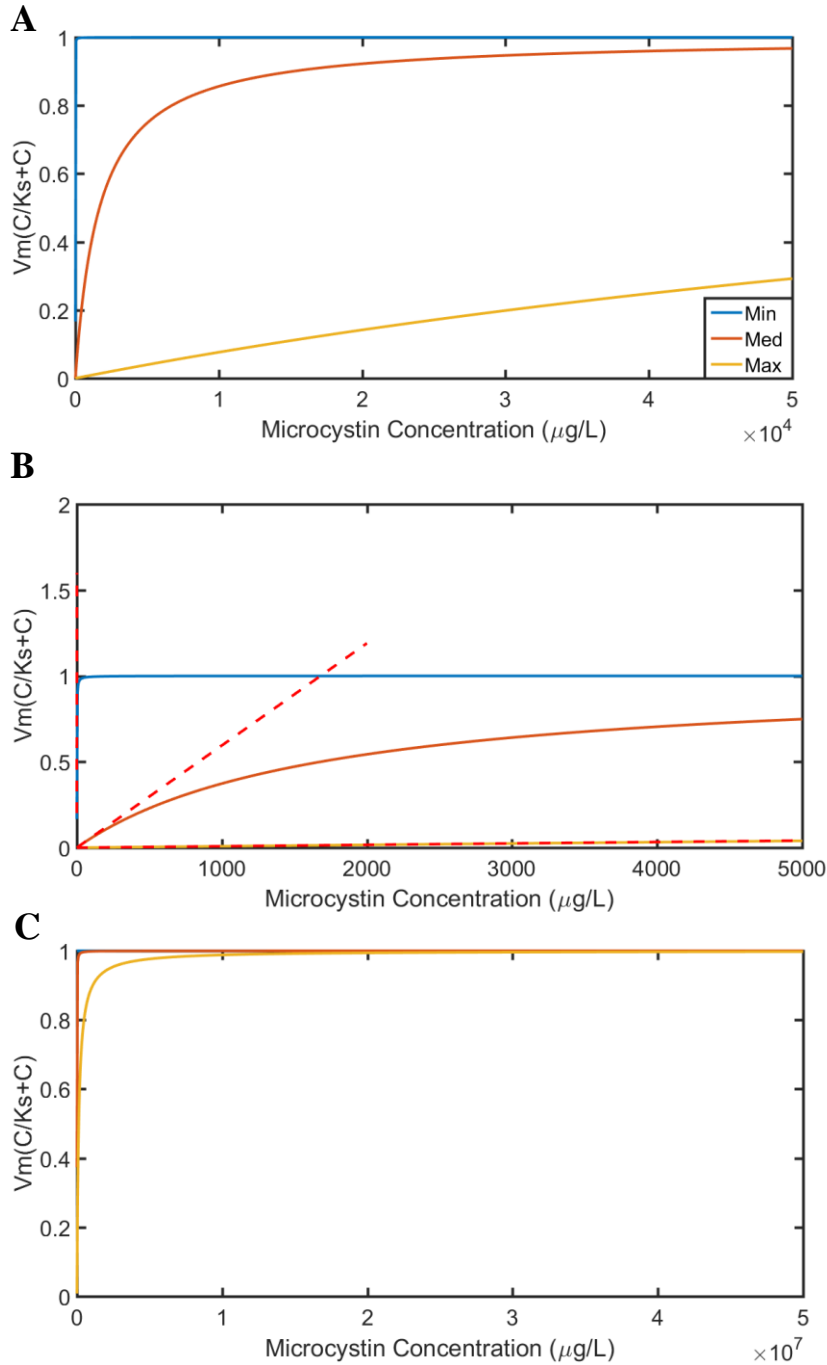 A
1
0.8
0.6
0.4
0.2
0
Vm(C/Ks+C)
Min
Med
Max
0 1 2 3 4 5
Microcystin Concentration (μg/L)
×10⁴
B
2
1.5
1
0.5
0
Vm(C/Ks+C)
0 1000 2000 3000 4000 5000
Microcystin Concentration (μg/L)
C
1
0.8
0.6
0.4
0.2
0
Vm(C/Ks+C)
0 1 2 3 4 5
Microcystin Concentration (μg/L)
×10⁷